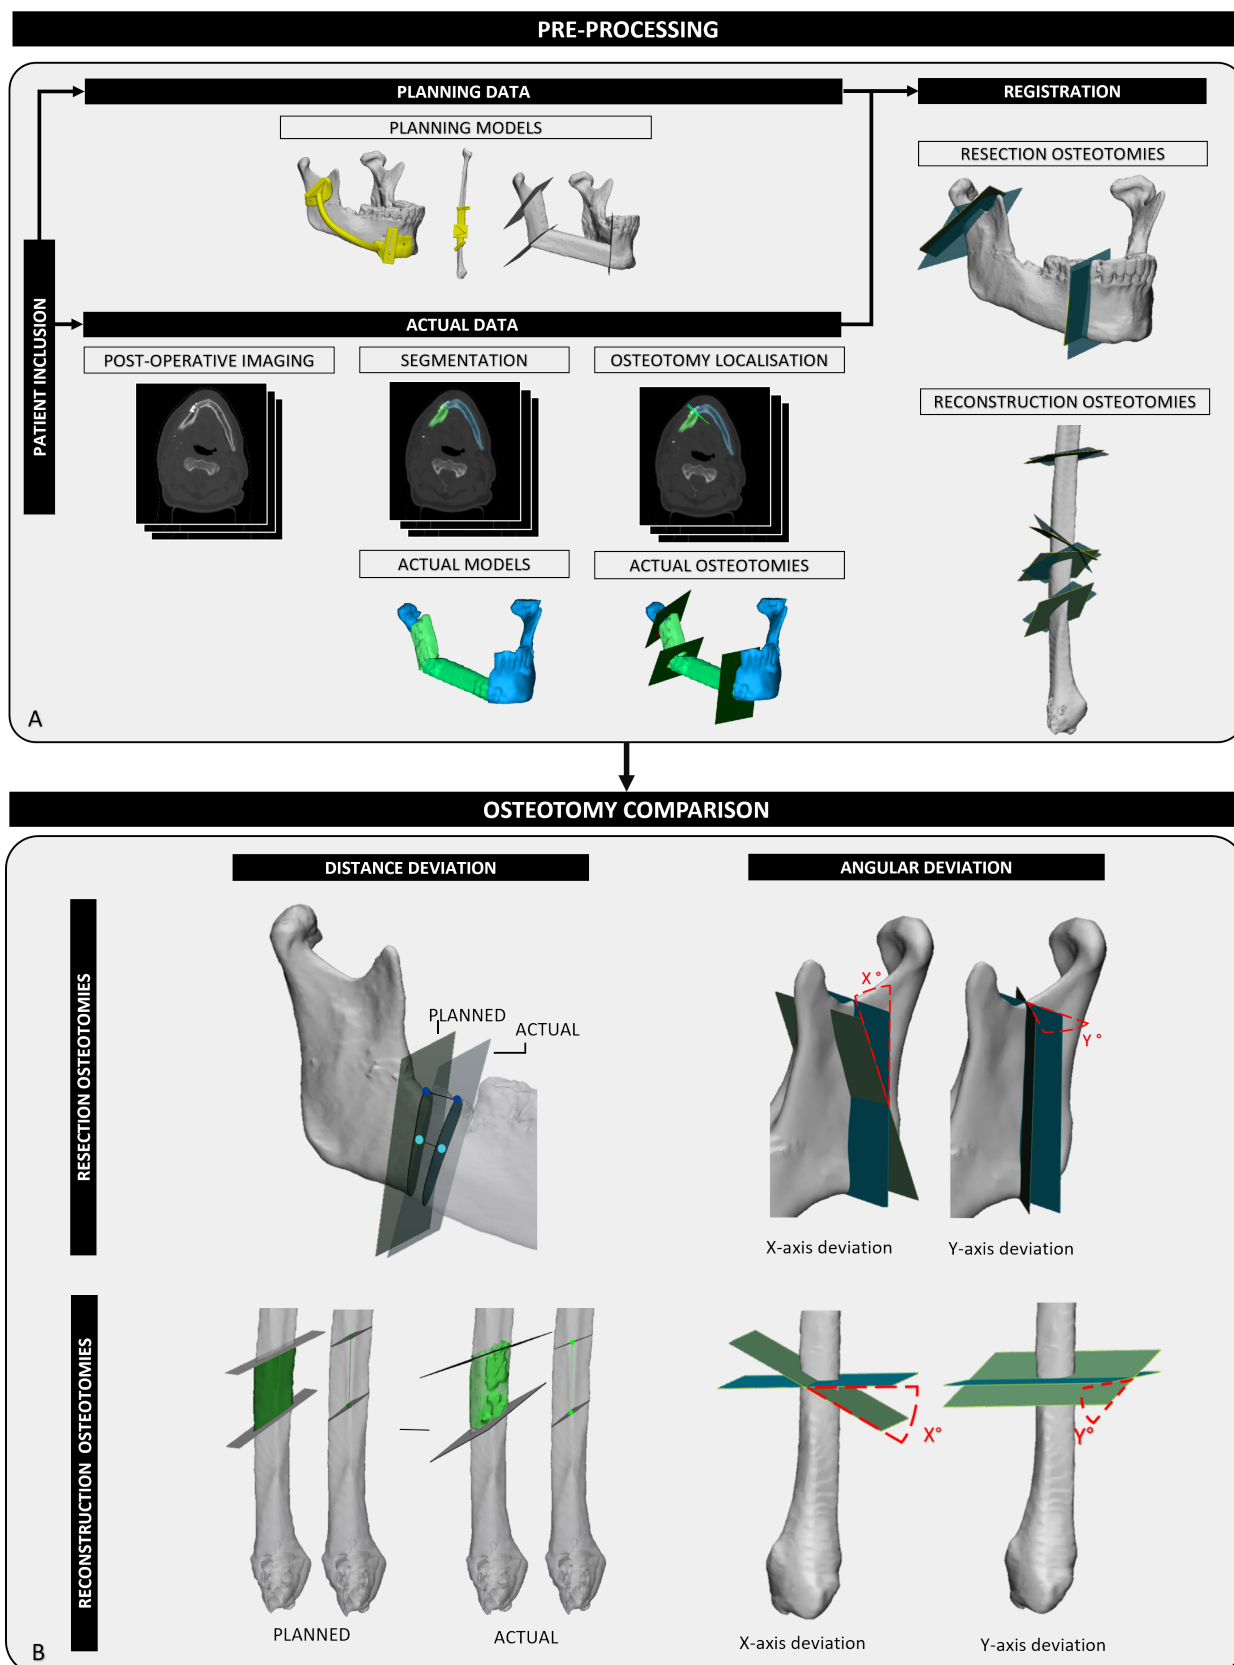 PRE-PROCESSING
PLANNING DATA
REGISTRATION
PLANNING MODELS
RESECTION OSTEOTOMIES
PATIENT INCLUSION
ACTUAL DATA
POST-OPERATIVE IMAGING
SEGMENTATION
OSTEOTOMY LOCALISATION
RECONSTRUCTION OSTEOTOMIES
ACTUAL MODELS
ACTUAL OSTEOTOMIES
A
OSTEOTOMY COMPARISON
DISTANCE DEVIATION
ANGULAR DEVIATION
RESECTION OSTEOTOMIES
PLANNED
ACTUAL
X °
Y °
X-axis deviation
Y-axis deviation
RECONSTRUCTION OSTEOTOMIES
X°
Y°
PLANNED
ACTUAL
X-axis deviation
Y-axis deviation
B